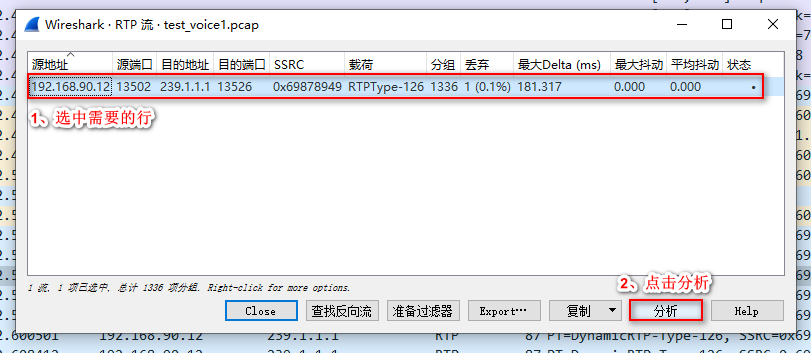 Wireshark · RTP 流 · test_voice1.pcap
源地址 源端口 目的地址 目的端口 SSRC 载荷 分组 丢弃 最大Delta (ms) 最大抖动 平均抖动 状态
192.168.90.12 13502 239.1.1.1 13526 0x69878949 RTPType-126 1336 1 (0.1%) 181.317 0.000 0.000 •
1、选中需要的行
1 流, 1 项已选中, 总计 1336 项分组. Right-click for more options.
2、点击分析
Close 查找反向流 准备过滤器 Export… 复制 分析 Help
2.600501 192.168.90.12 239.1.1.1 RTP 87 PT=DynamicRTP-Type-126, SSRC=0x69